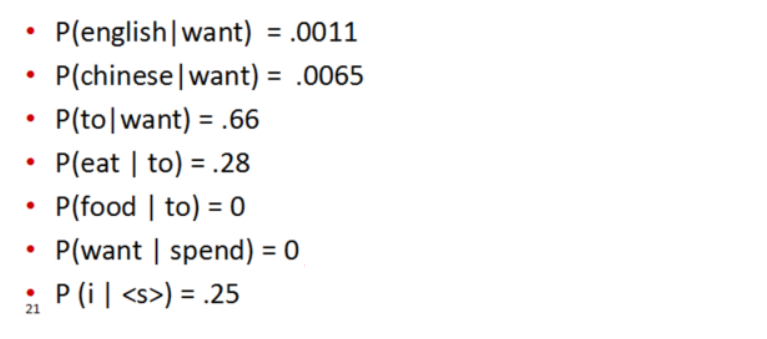 • P(english|want) = .0011
• P(chinese|want) = .0065
• P(to|want) = .66
• P(eat | to) = .28
• P(food | to) = 0
• P(want | spend) = 0
• P (i | <s>) = .25
21